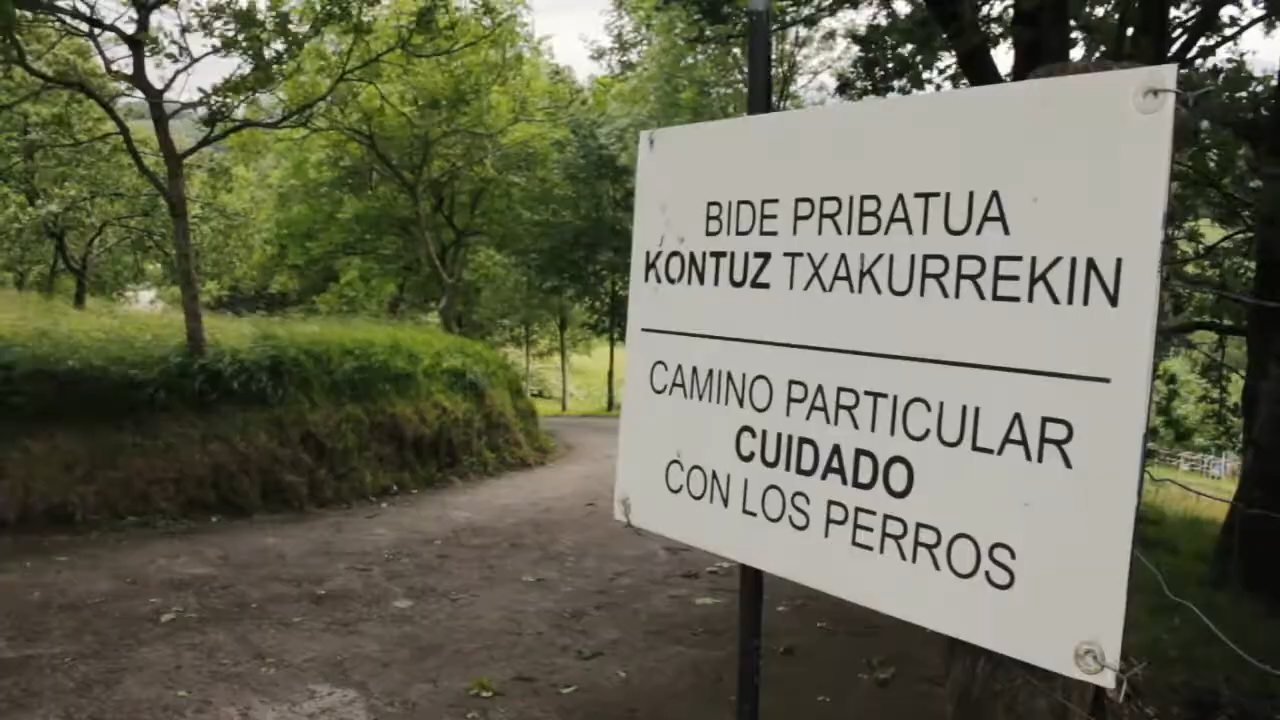 BIDE PRIBATUA
KONTUZ TXAKURREKIN
CAMINO PARTICULAR
CUIDADO
CON LOS PERROS